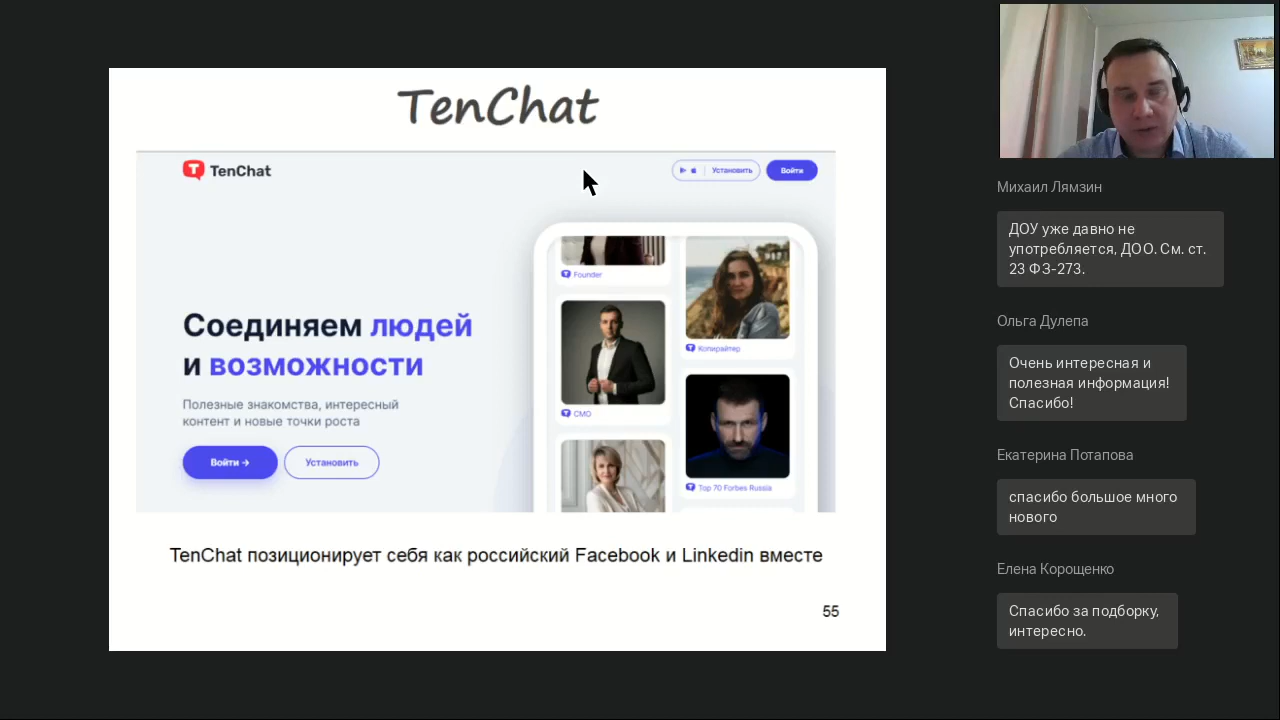 TenChat
TenChat
Установить
Войти
Founder
Копирайтер
CMO
Top 70 Forbes Russia
Соединяем людей
и возможности
Полезные знакомства, интересный
контент и новые точки роста
Войти →
Установить
TenChat позиционирует себя как российский Facebook и Linkedin вместе
55
Михаил Лямзин
ДОУ уже давно не
употребляется, ДОО. См. ст.
23 ФЗ-273.
Ольга Дулепа
Очень интересная и
полезная информация!
Спасибо!
Екатерина Потапова
спасибо большое много
нового
Елена Корощенко
Спасибо за подборку,
интересно.